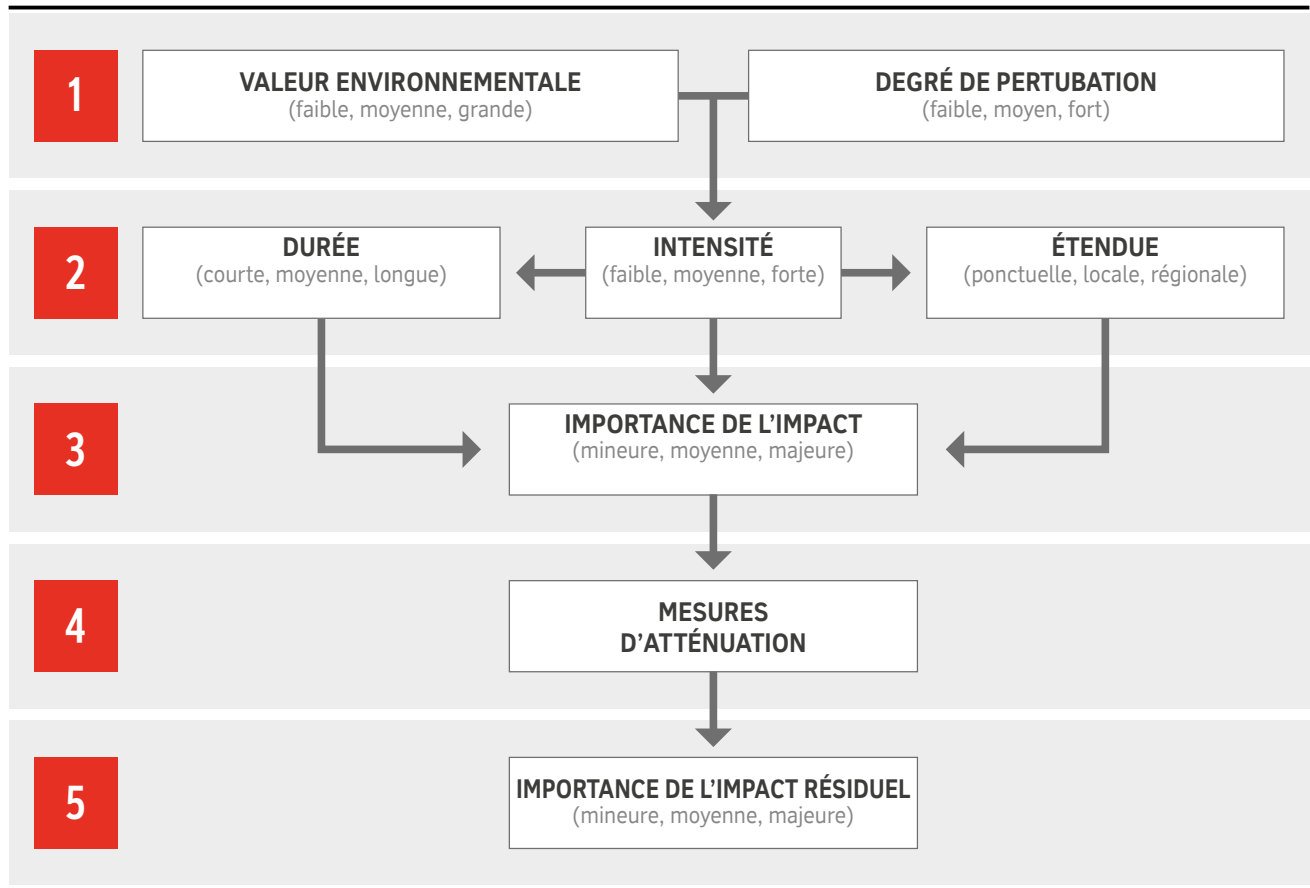 1
VALEUR ENVIRONNEMENTALE
(faible, moyenne, grande)
DEGRÉ DE PERTUBATION
(faible, moyen, fort)
2
DURÉE
(courte, moyenne, longue)
INTENSITÉ
(faible, moyenne, forte)
ÉTENDUE
(ponctuelle, locale, régionale)
3
IMPORTANCE DE L’IMPACT
(mineure, moyenne, majeure)
4
MESURES
D’ATTÉNUATION
5
IMPORTANCE DE L’IMPACT RÉSIDUEL
(mineure, moyenne, majeure)